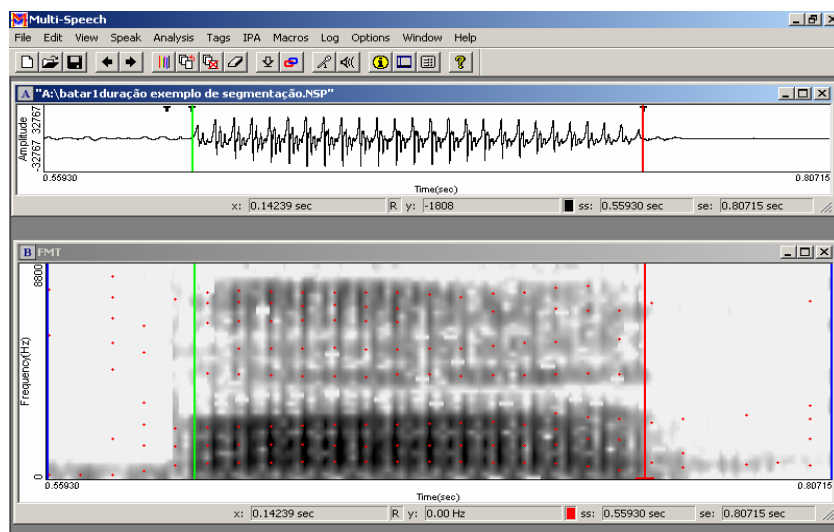 Multi-Speech
File Edit View Speak Analysis Tags IPA Macros Log Options Window Help
A "A:\batar1duração exemplo de segmentação.NSP"
Amplitude
-32767 32767
0.55930 0.80715
Time(sec)
x: 0.14239 sec R y: -1808 ss: 0.55930 sec se: 0.80715 sec
B FMT
8800
Frequency(Hz)
0
0.55930 0.80715
Time(sec)
x: 0.14239 sec R y: 0.00 Hz ss: 0.55930 sec se: 0.80715 sec